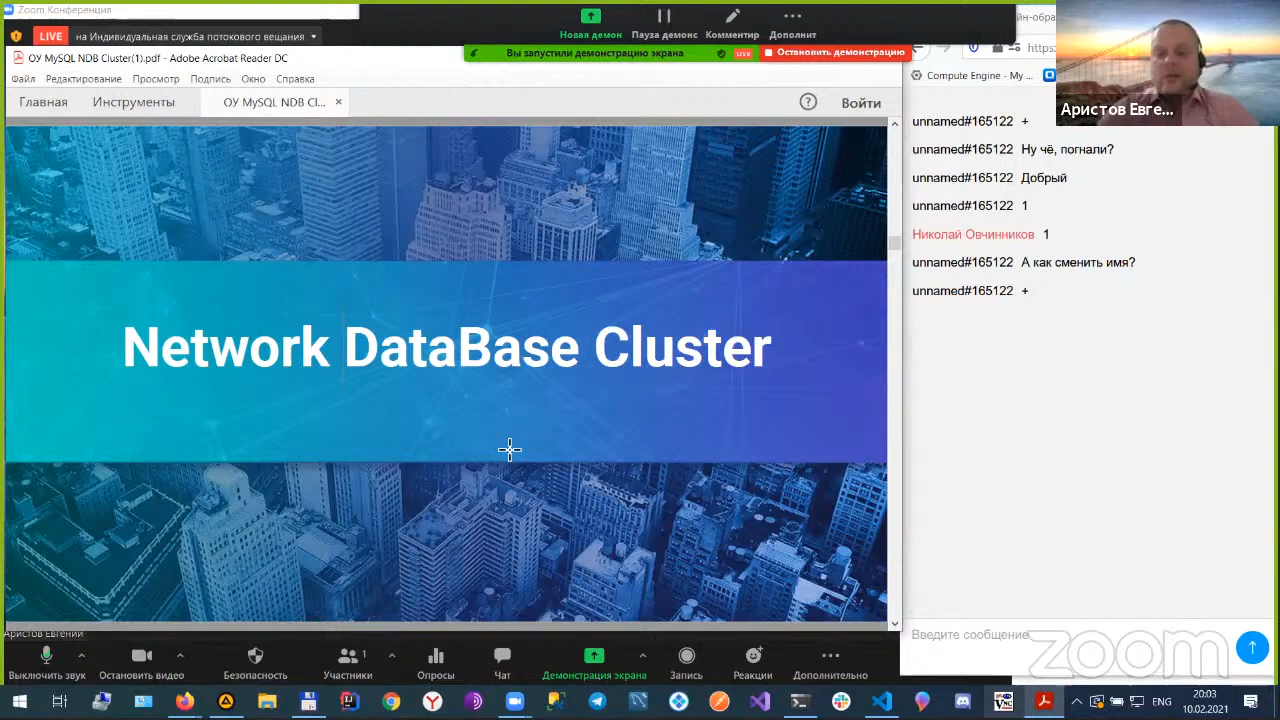 Zoom Конференция
LIVE на Индивидуальная служба потокового вещания
Новая демон Пауза демонс Комментир Дополнит
Вы запустили демонстрацию экрана LIVE Остановить демонстрацию
ОУ MySQL NDB Cluster(1).pdf - Adobe Acrobat Reader DC
https:
Файл Редактирование Просмотр Подпись Окно Справка
Compute Engine - My ...
Главная Инструменты ОУ MySQL NDB Cl... × Войти
Аристов Евге...
unnamed#165122 +
unnamed#165122 Ну чё, погнали?
unnamed#165122 Добрый
unnamed#165122 1
Николай Овчинников 1
unnamed#165122 А как сменить имя?
unnamed#165122 +
Network DataBase Cluster
Аристов Евгений
Введите сообщение
zoom
1
Выключить звук Остановить видео Безопасность Участники Опросы Чат Демонстрация экрана Запись Реакции Дополнительно
ENG
20:03
10.02.2021